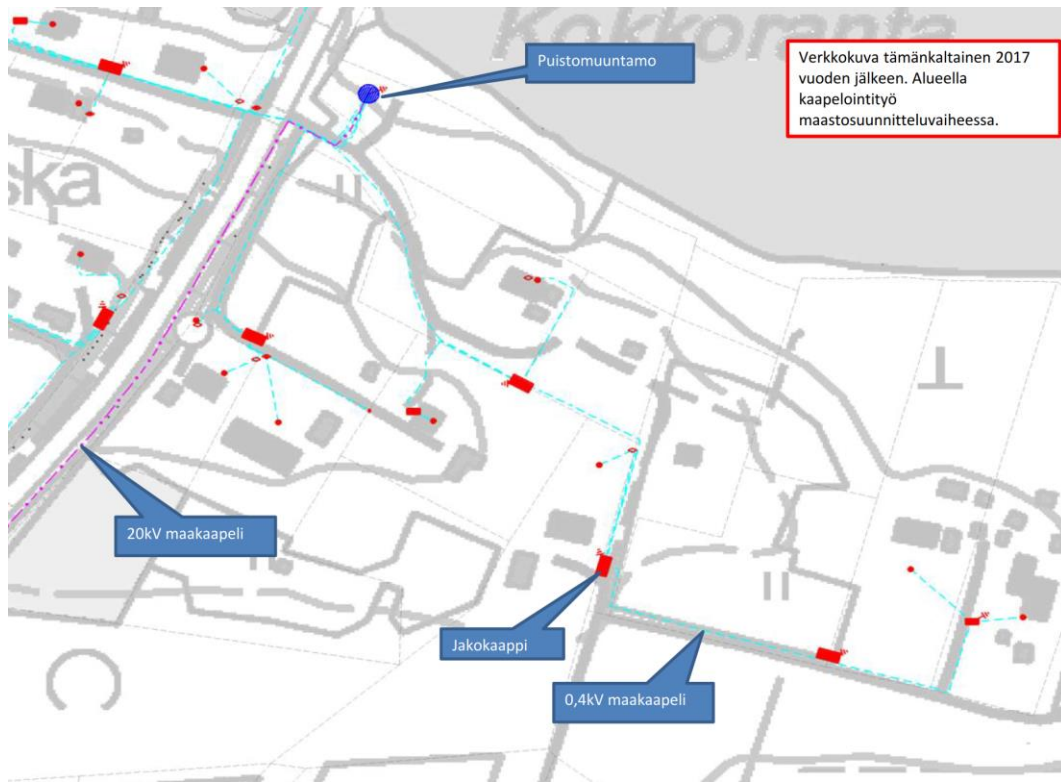 Kokkoranta
Puistomuuntamo
Verkkokuva tämänkaltainen 2017
vuoden jälkeen. Alueella
kaapelointityö
maastosuunnitteluvaiheessa.
ska
20kV maakaapeli
Jakokaappi
0,4kV maakaapeli